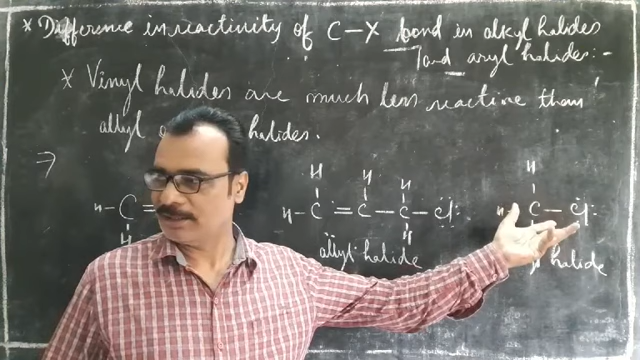 * Difference in reactivity of C-X bond in alkyl halides
and aryl halides:-
* Vinyl halides are much less reactive than
allyl halides.
⇒
H H H H
H-C= H-C=C-C-Cl: H C-Cl:
H H
allyl halide halide